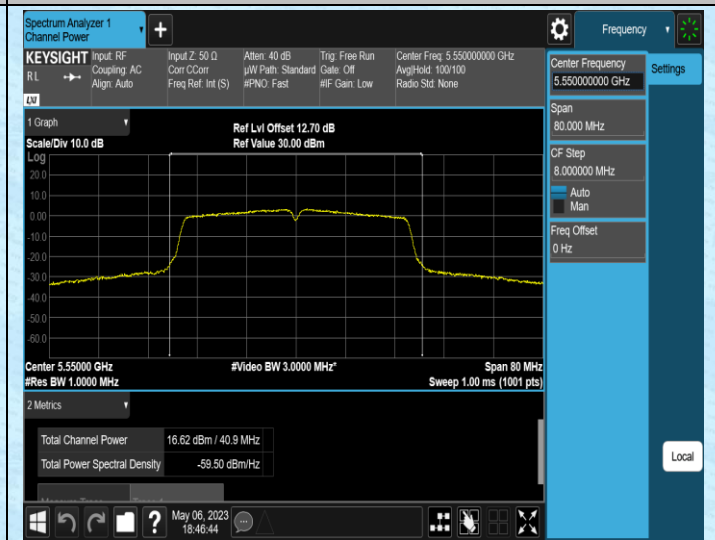 Spectrum Analyzer 1
Channel Power
Frequency
KEYSIGHT
R L
LXI
Input: RF
Coupling: AC
Align: Auto
Input Z: 50 Ω
Corr CCorr
Freq Ref: Int (S)
Atten: 40 dB
µW Path: Standard
#PNO: Fast
Trig: Free Run
Gate: Off
#IF Gain: Low
Center Freq: 5.550000000 GHz
Avg|Hold: 100/100
Radio Std: None
Center Frequency
5.550000000 GHz
Settings
Span
80.000 MHz
CF Step
8.000000 MHz
Auto
Man
Freq Offset
0 Hz
1 Graph
Scale/Div 10.0 dB
Ref Lvl Offset 12.70 dB
Ref Value 30.00 dBm
Log
20.0
10.0
0.00
-10.0
-20.0
-30.0
-40.0
-50.0
-60.0
Center 5.55000 GHz
#Res BW 1.0000 MHz
#Video BW 3.0000 MHz*
Span 80 MHz
Sweep 1.00 ms (1001 pts)
2 Metrics
Total Channel Power 16.62 dBm / 40.9 MHz
Total Power Spectral Density -59.50 dBm/Hz
Local
?
May 06, 2023
18:46:44